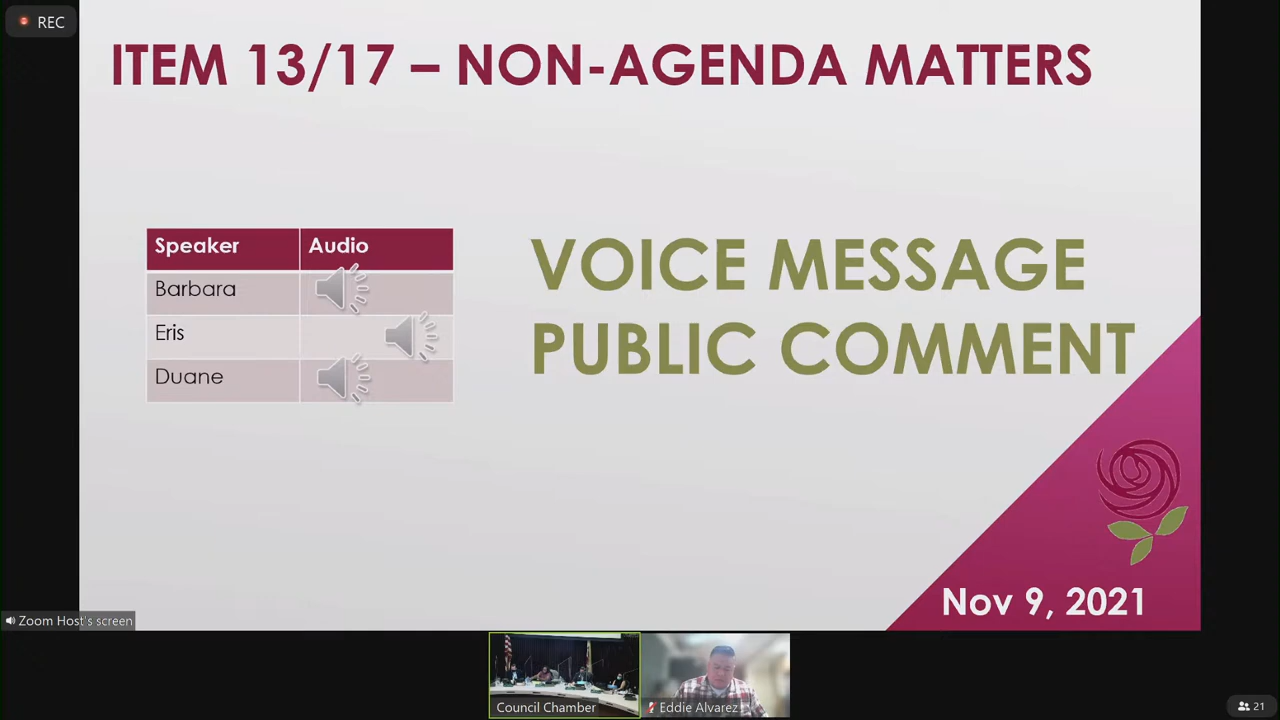 REC
ITEM 13/17 – NON-AGENDA MATTERS
Speaker Audio
Barbara
Eris
Duane
VOICE MESSAGE
PUBLIC COMMENT
Nov 9, 2021
Zoom Host's screen
Council Chamber
Eddie Alvarez
21